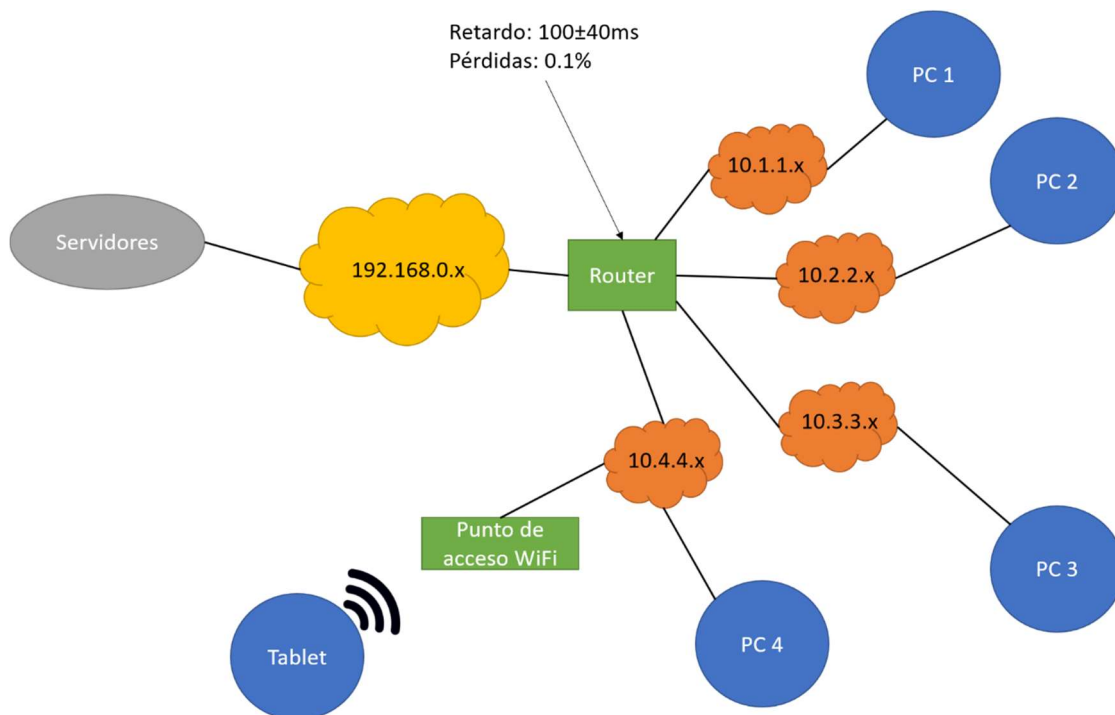 Retardo: 100±40ms
Pérdidas: 0.1%
PC 1
10.1.1.x
PC 2
Servidores
192.168.0.x
Router
10.2.2.x
10.3.3.x
10.4.4.x
Punto de
acceso WiFi
PC 3
PC 4
Tablet